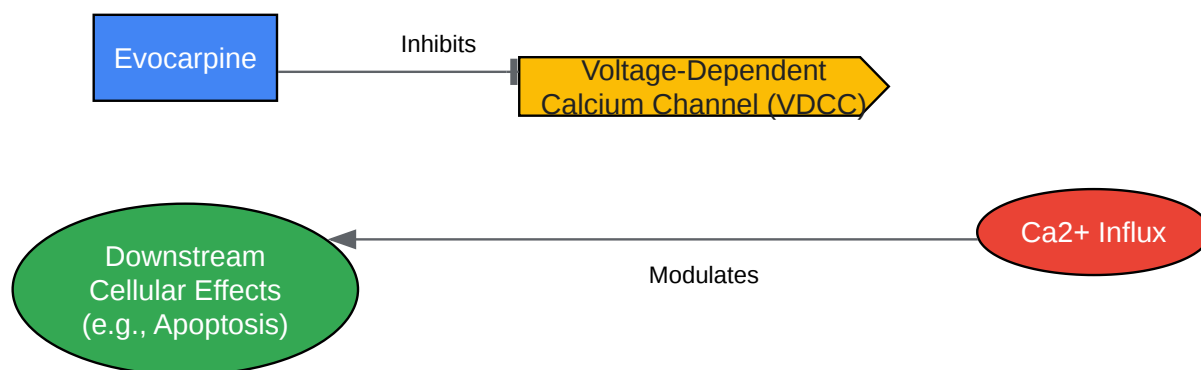 Evocarpine
Inhibits
Voltage-Dependent
Calcium Channel (VDCC)
Ca2+ Influx
Downstream
Cellular Effects
(e.g., Apoptosis)
Modulates